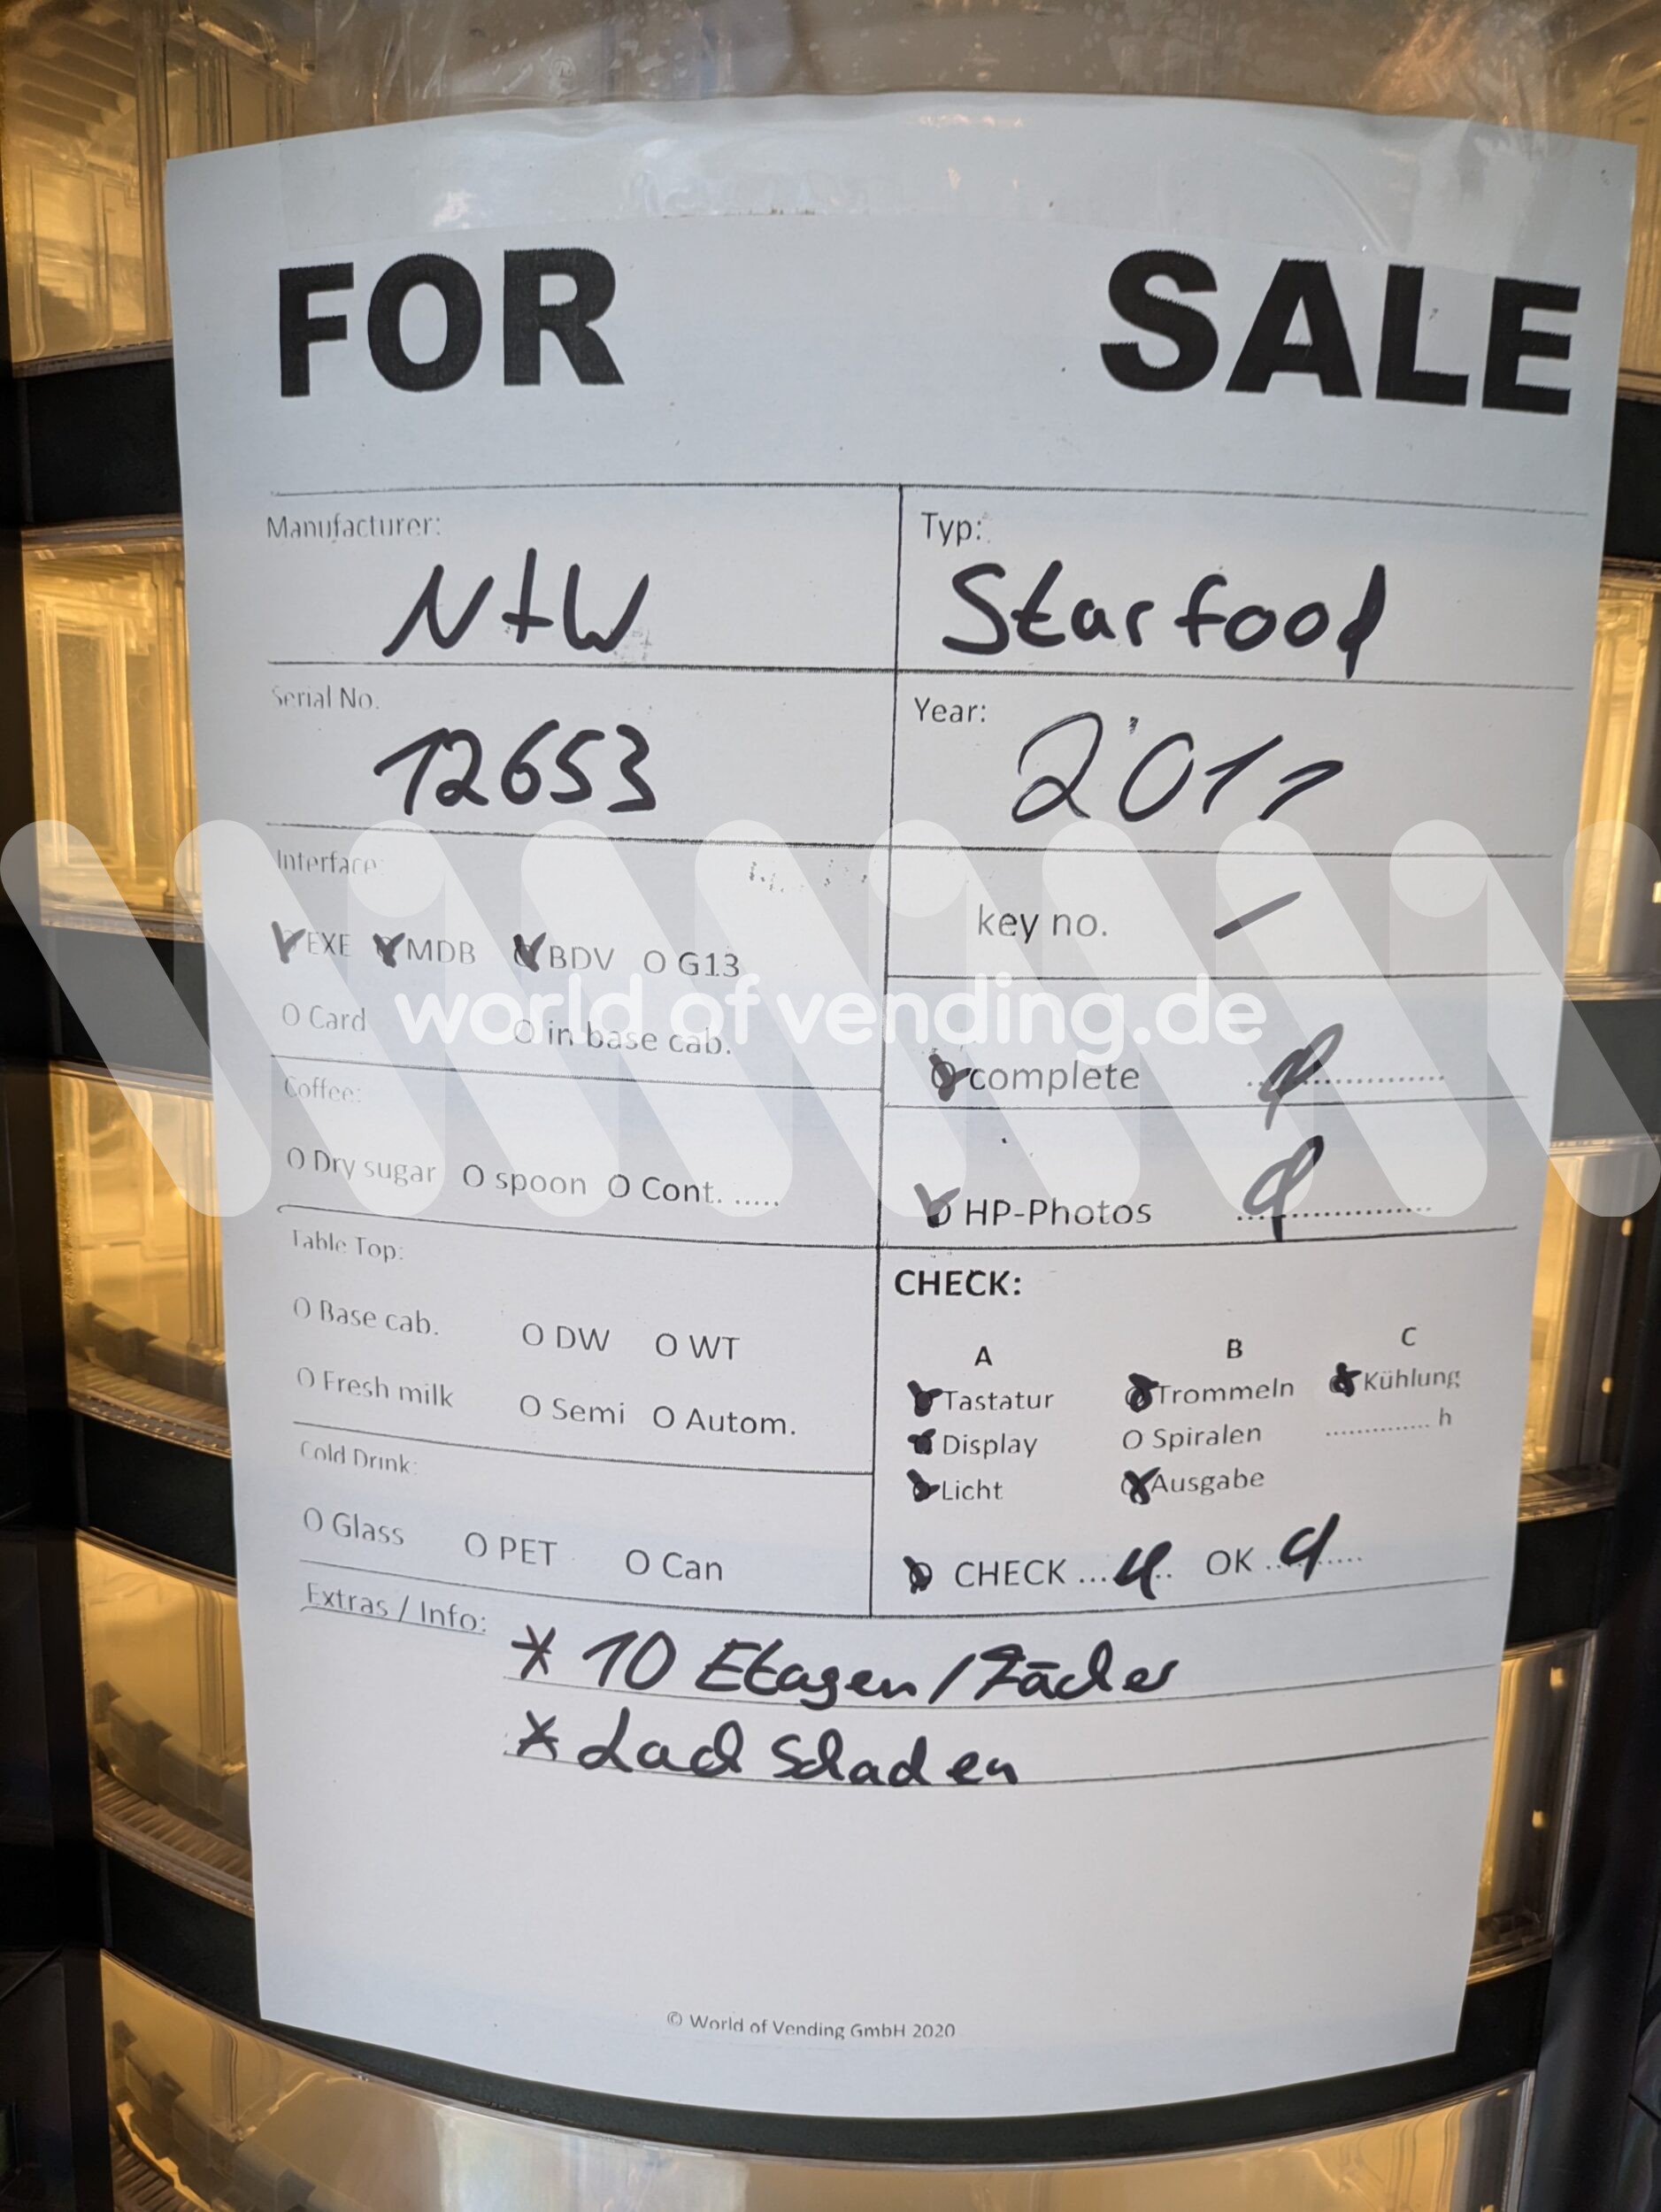 FOR SALE
Manufacturer:
N+W
Typ:
Starfood
Serial No.
12653
Year:
2011
Interface:
EXE MDB BDV O G13
O Card O in base cab.
key no. –
complete
HP-Photos
Coffee:
O Dry sugar O spoon O Cont. .....
Table Top:
O Base cab. O DW O WT
O Fresh milk O Semi O Autom.
Cold Drink:
O Glass O PET O Can
CHECK:
A B C
Tastatur Trommeln Kühlung
Display O Spiralen ............. h
Licht Ausgabe
CHECK ... OK ...
Extras / Info:
* 10 Etagen/Fächer
* Lack Schaden
© World of Vending GmbH 2020
world of vending.de